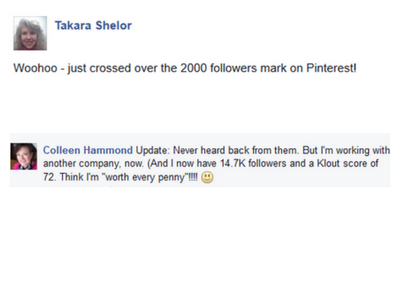 Takara Shelor
Woohoo - just crossed over the 2000 followers mark on Pinterest!
Colleen Hammond Update: Never heard back from them. But I'm working with
another company, now. (And I now have 14.7K followers and a Klout score of
72. Think I'm "worth every penny"!!!!